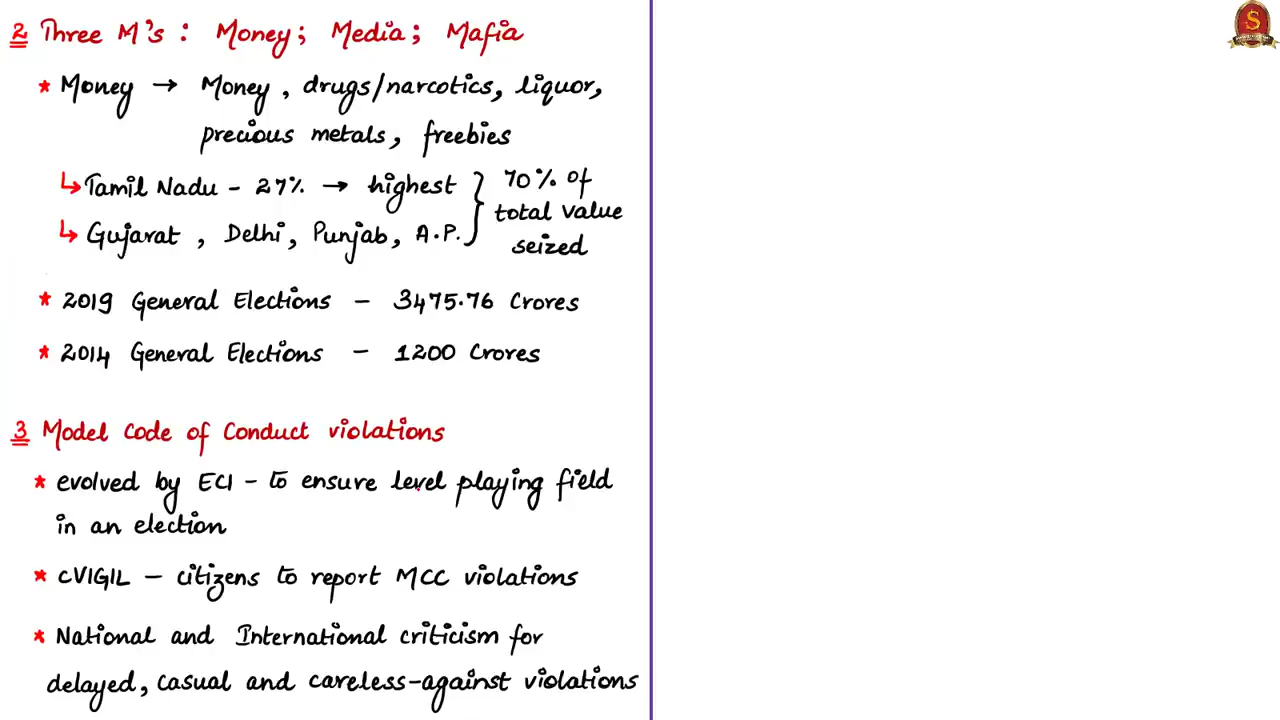 2 Three M's : Money; Media; Mafia
* Money → Money, drugs/narcotics, liquor,
precious metals, freebies
↳ Tamil Nadu - 27% → highest
↳ Gujarat, Delhi, Punjab, A.P.
70% of
total value
seized
* 2019 General Elections - 3475.76 Crores
* 2014 General Elections - 1200 Crores
3 Model Code of Conduct violations
* evolved by ECI - to ensure level playing field
in an election
* cVIGIL - citizens to report MCC violations
* National and International criticism for
delayed, casual and careless-against violations
S